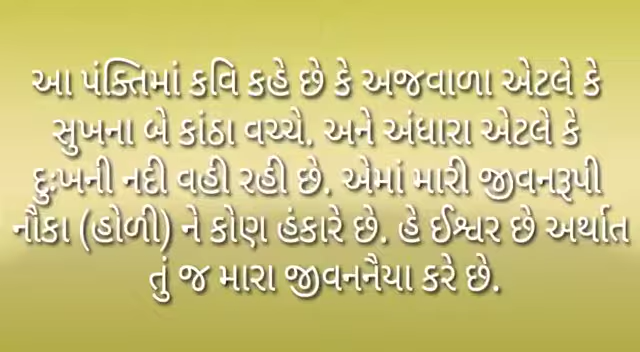 આ પંક્તિમાં કવિ કહે છે કે અજવાળા એટલે કે
સુખના બે કાંઠા વચ્ચે. અને અંધારા એટલે કે
દુઃખની નદી વહી રહી છે. એમાં મારી જીવનરૂપી
નૌકા (હોળી) ને કોણ હંકારે છે. હે ઈશ્વર છે અર્થાત
તું જ મારા જીવનનૈયા કરે છે.